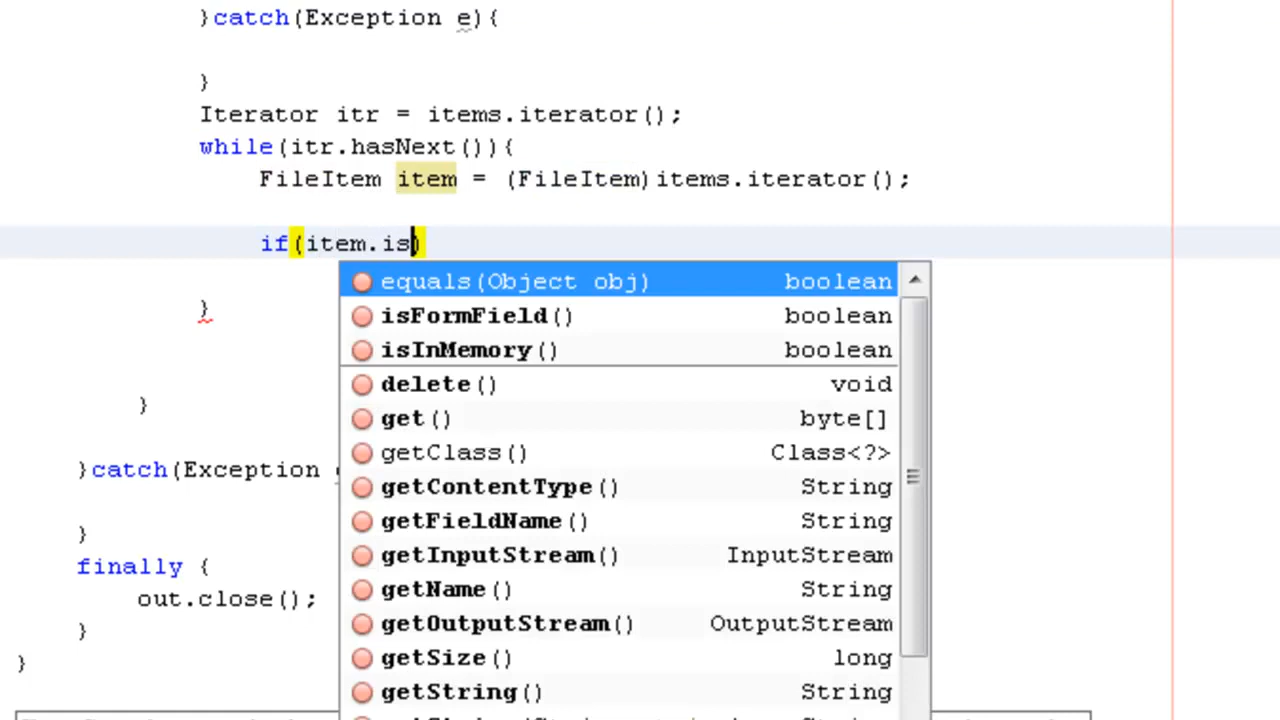 }catch(Exception e){
}
Iterator itr = items.iterator();
while(itr.hasNext()){
FileItem item = (FileItem)items.iterator();
if(item.is)
equals(Object obj) boolean
isFormField() boolean
isInMemory() boolean
}
delete() void
}
get() byte[]
getClass() Class<?>
}catch(Exception
getContentType() String
getFieldName() String
}
getInputStream() InputStream
finally {
getName() String
out.close();
getOutputStream() OutputStream
}
getSize() long
}
getString() String